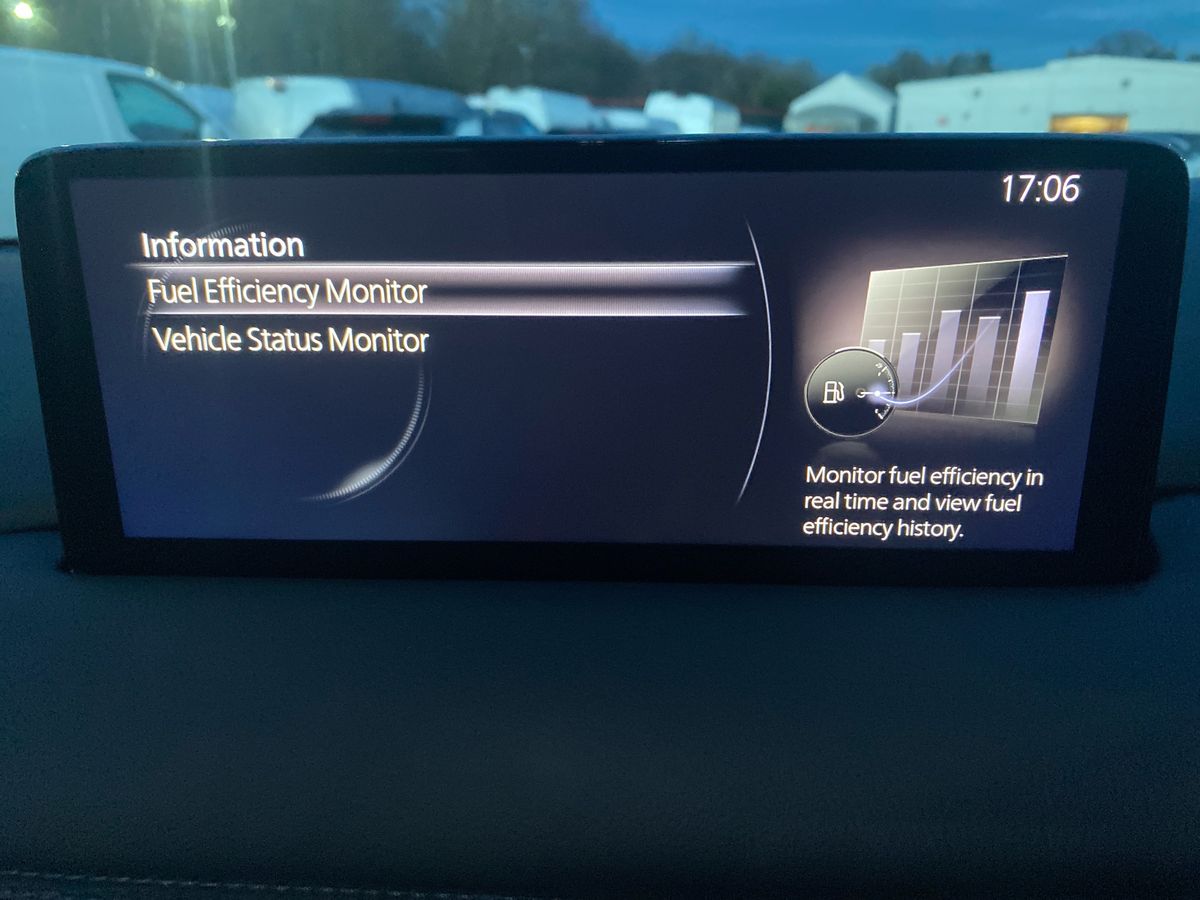 17:06
Information
Fuel Efficiency Monitor
Vehicle Status Monitor
Monitor fuel efficiency in
real time and view fuel
efficiency history.